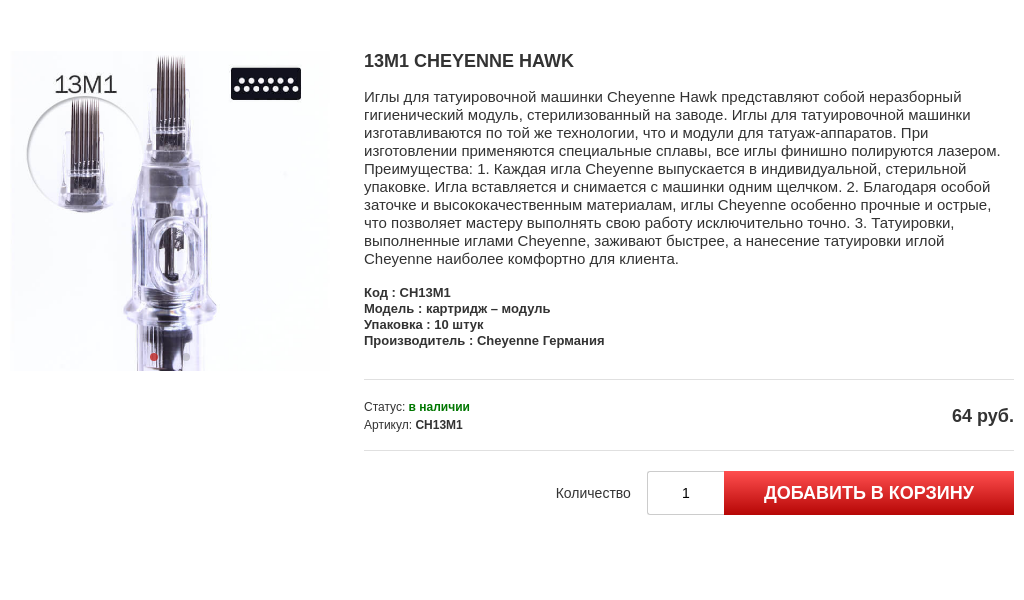 13M1
13M1 CHEYENNE HAWK
Иглы для татуировочной машинки Cheyenne Hawk представляют собой неразборный
гигиенический модуль, стерилизованный на заводе. Иглы для татуировочной машинки
изготавливаются по той же технологии, что и модули для татуаж-аппаратов. При
изготовлении применяются специальные сплавы, все иглы финишно полируются лазером.
Преимущества: 1. Каждая игла Cheyenne выпускается в индивидуальной, стерильной
упаковке. Игла вставляется и снимается с машинки одним щелчком. 2. Благодаря особой
заточке и высококачественным материалам, иглы Cheyenne особенно прочные и острые,
что позволяет мастеру выполнять свою работу исключительно точно. 3. Татуировки,
выполненные иглами Cheyenne, заживают быстрее, а нанесение татуировки иглой
Cheyenne наиболее комфортно для клиента.
Код : CH13M1
Модель : картридж – модуль
Упаковка : 10 штук
Производитель : Cheyenne Германия
Статус: в наличии
Артикул: CH13M1
64 руб.
Количество
1
ДОБАВИТЬ В КОРЗИНУ